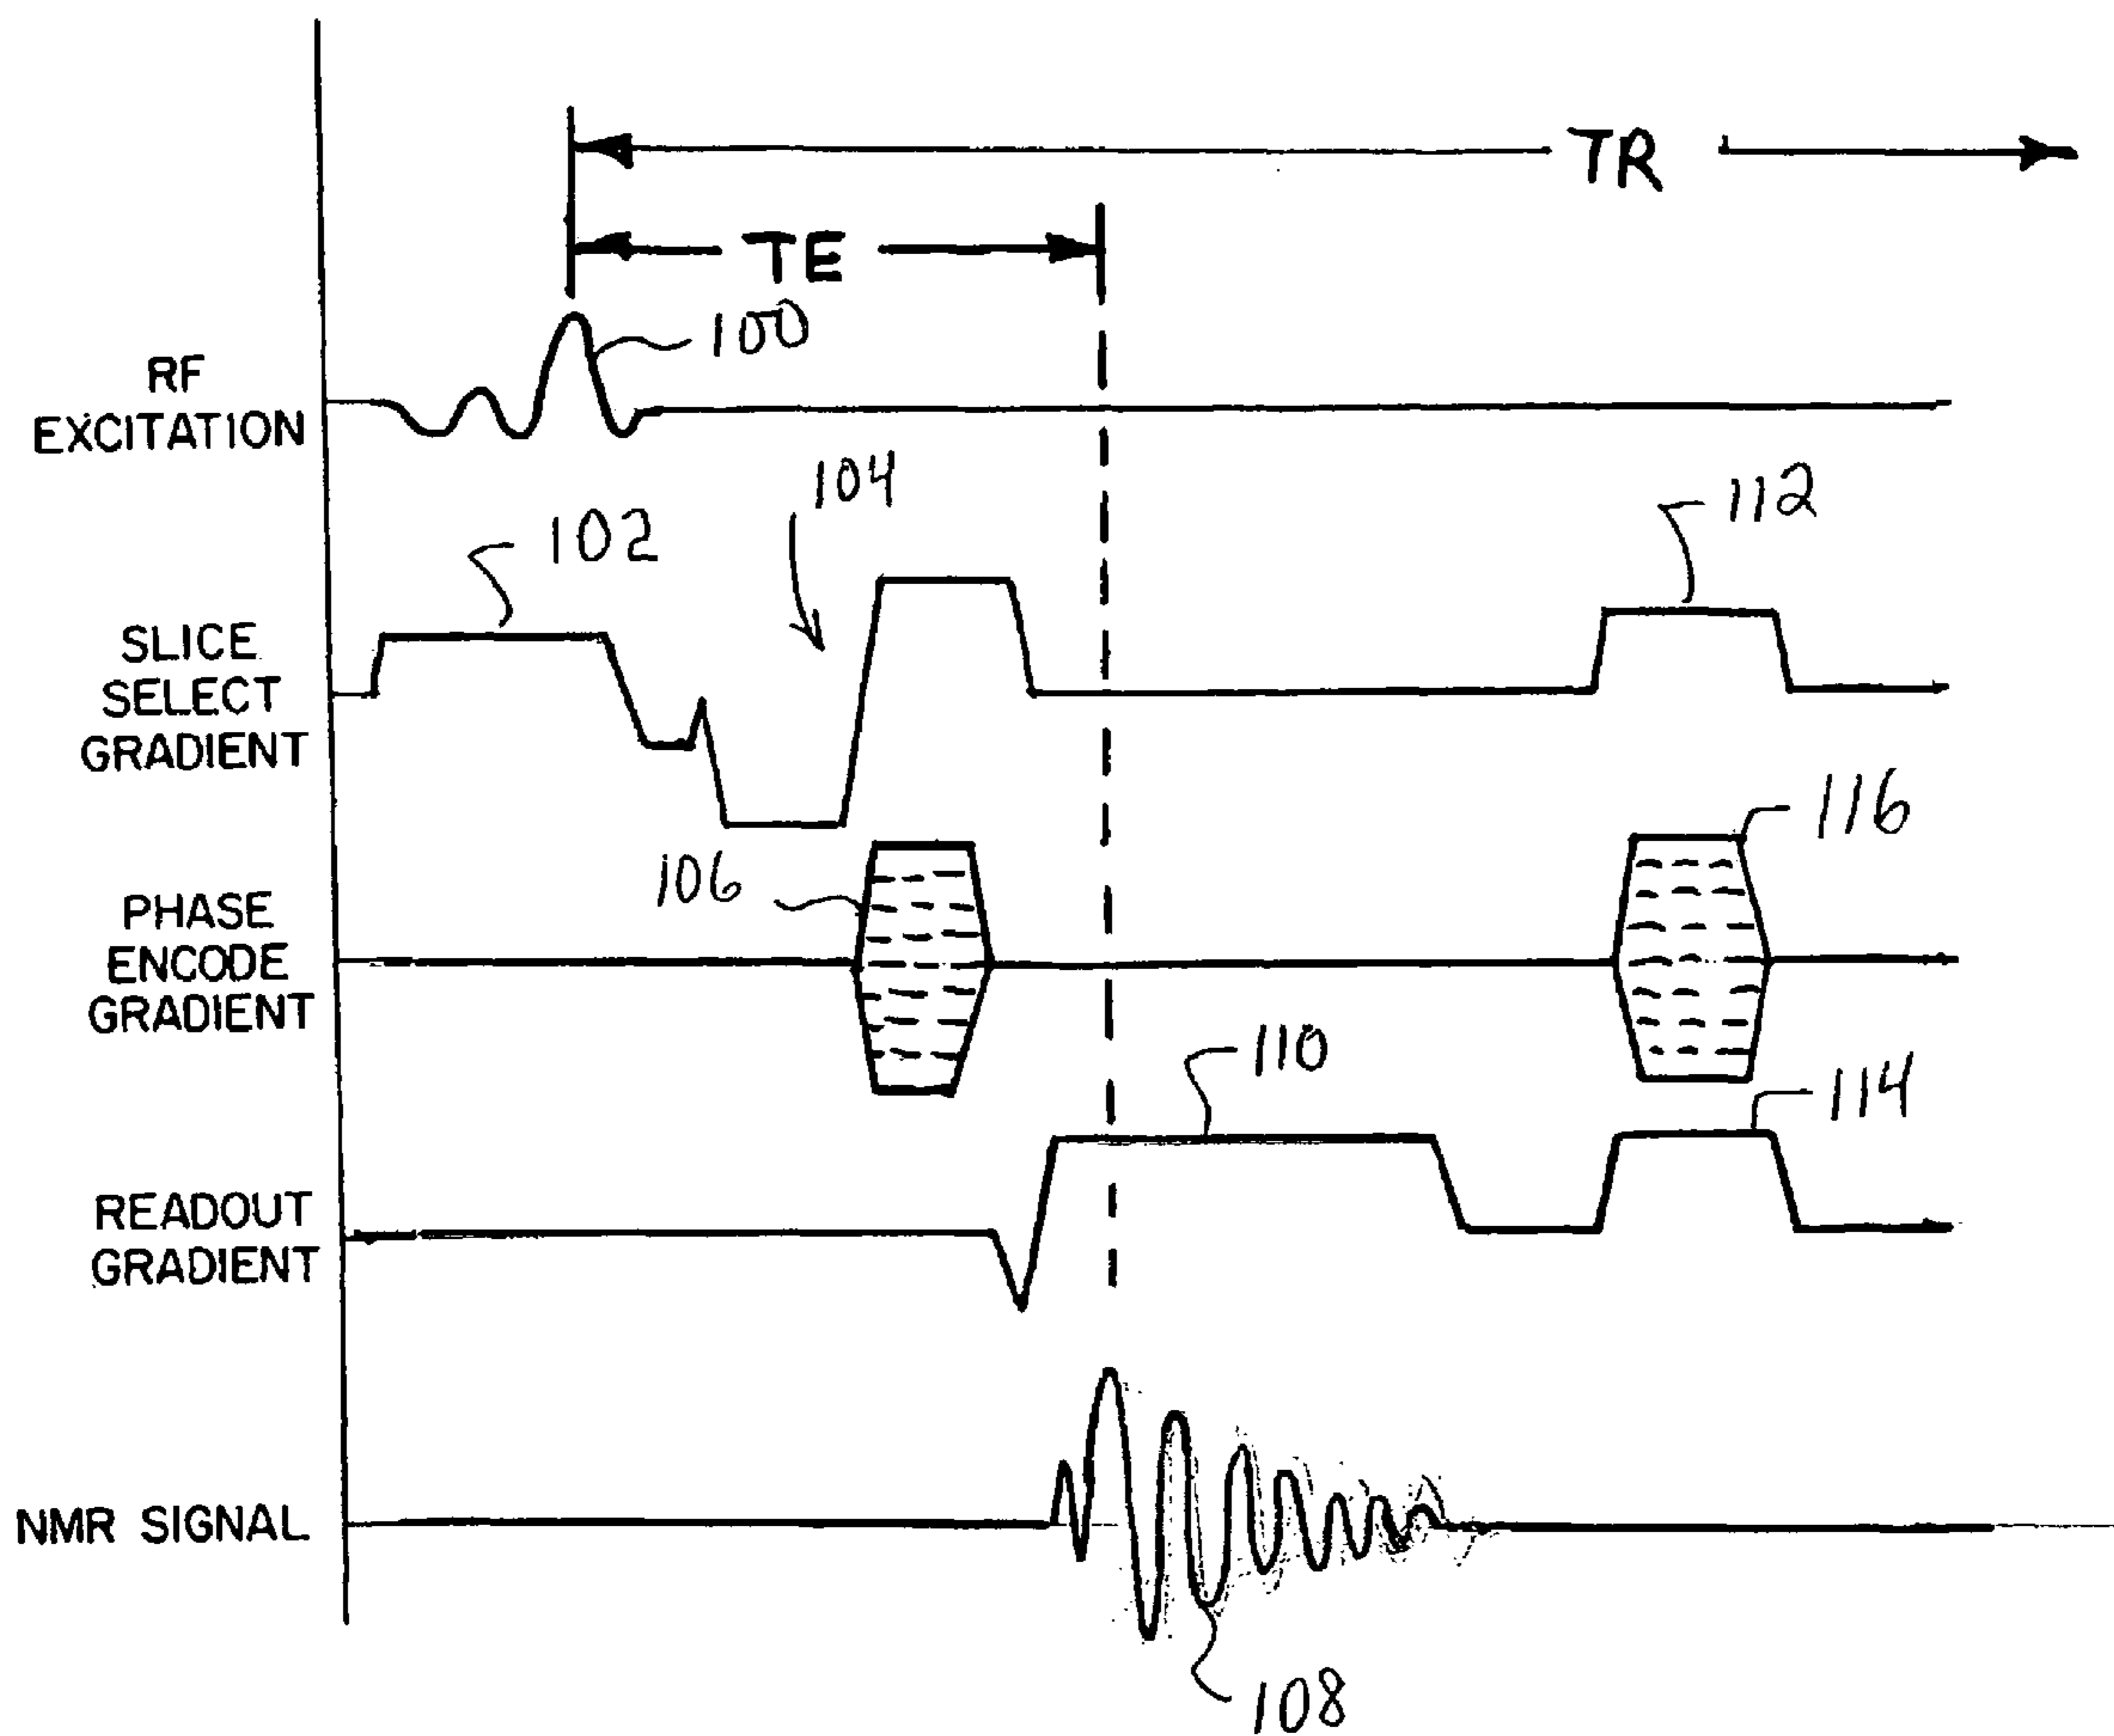 TR
TE
100
RF
EXCITATION
104
112
102
SLICE
SELECT
GRADIENT
116
106
PHASE
ENCODE
GRADIENT
110
114
READOUT
GRADIENT
NMR SIGNAL
108